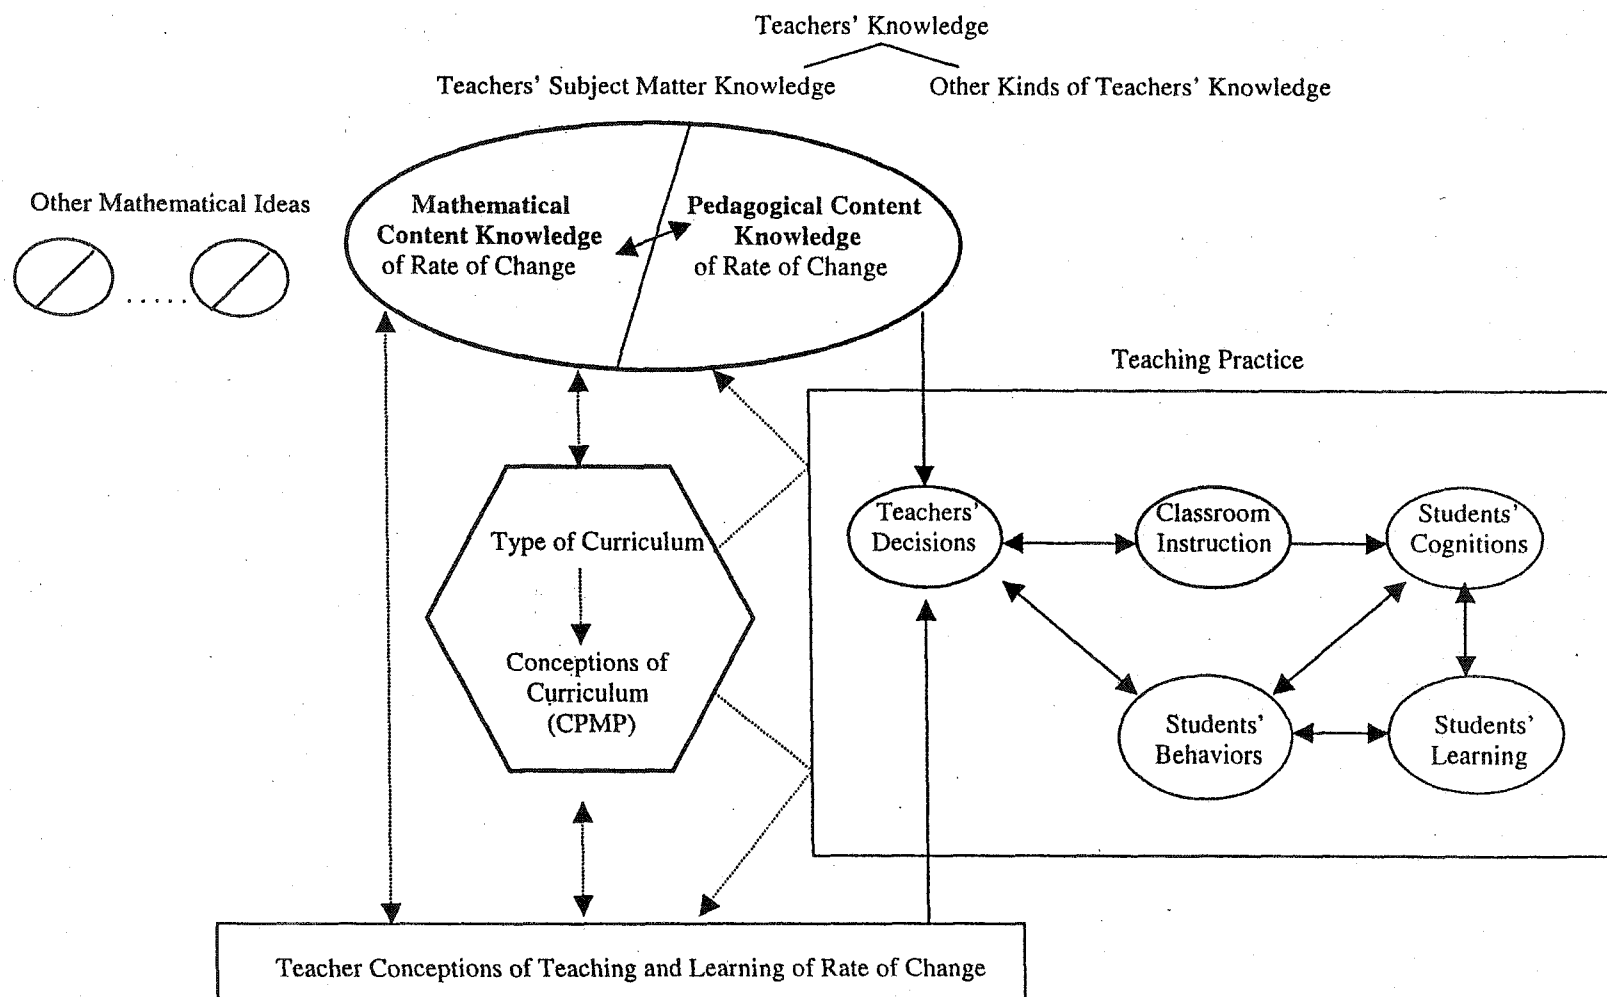 Teachers' Knowledge
Teachers' Subject Matter Knowledge
Other Kinds of Teachers' Knowledge
Other Mathematical Ideas
.....
Mathematical
Content Knowledge
of Rate of Change
Pedagogical Content
Knowledge
of Rate of Change
Teaching Practice
Type of Curriculum
Conceptions of
Curriculum
(CPMP)
Teachers'
Decisions
Classroom
Instruction
Students'
Cognitions
Students'
Behaviors
Students'
Learning
Teacher Conceptions of Teaching and Learning of Rate of Change